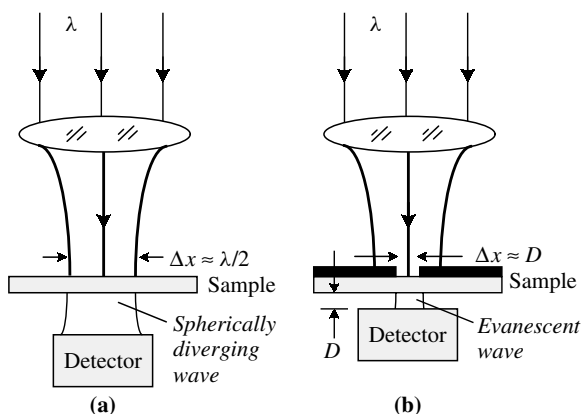 λ
Δx ≈ λ/2
Sample
Spherically
diverging
wave
Detector
(a)
λ
Δx ≈ D
Sample
D
Evanescent
wave
Detector
(b)